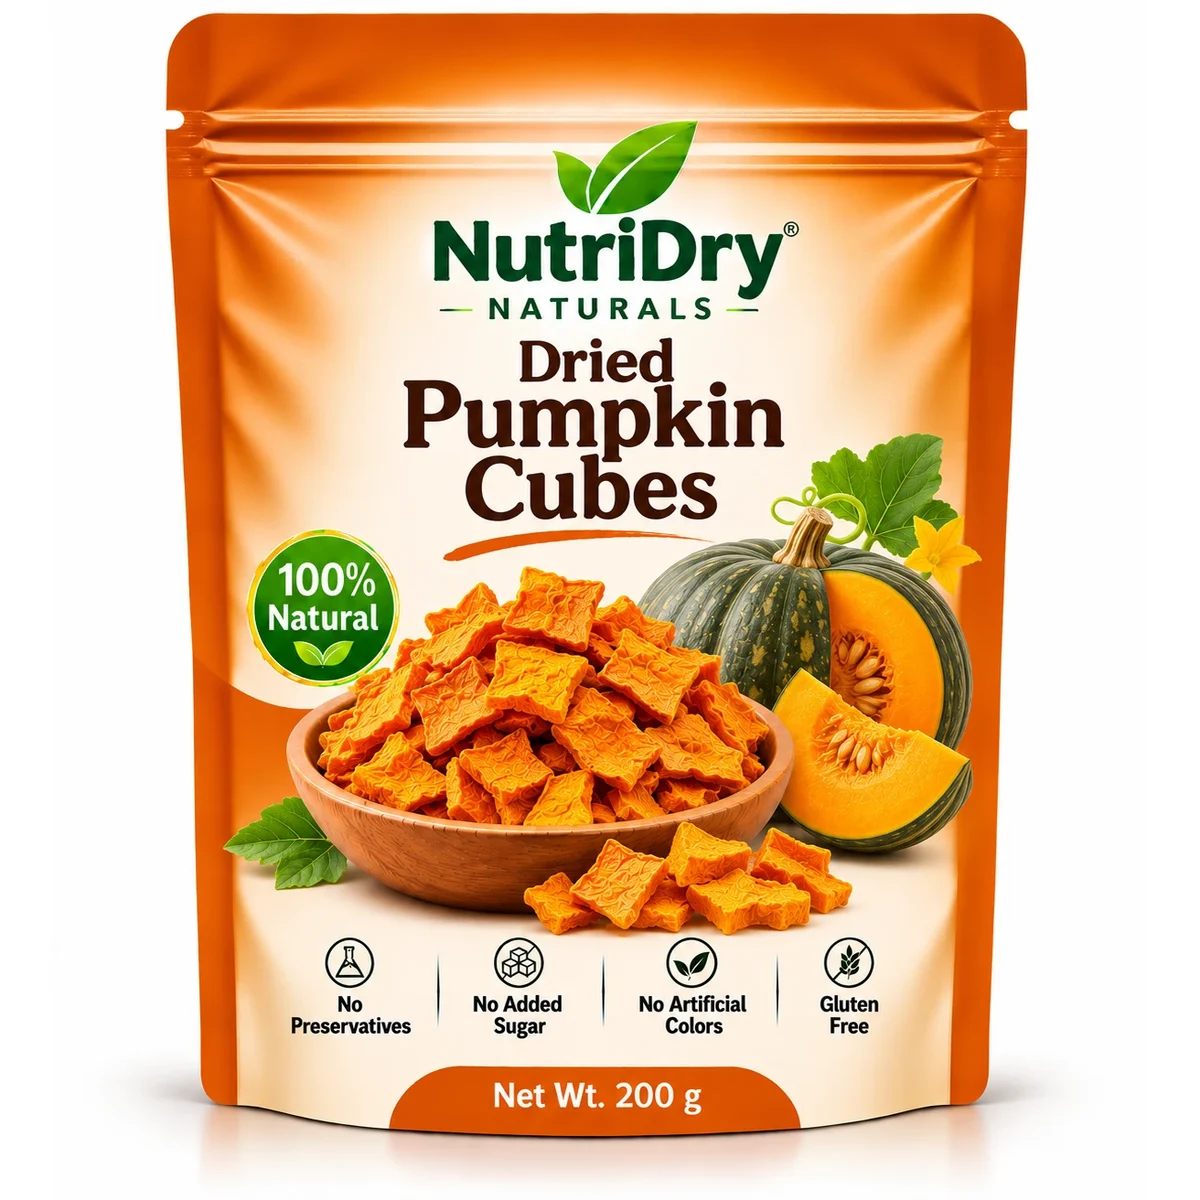 NutriDry®
NATURALS
Dried
Pumpkin
Cubes
100%
Natural
No
Preservatives
No Added
Sugar
No Artificial
Colors
Gluten
Free
Net Wt. 200 g